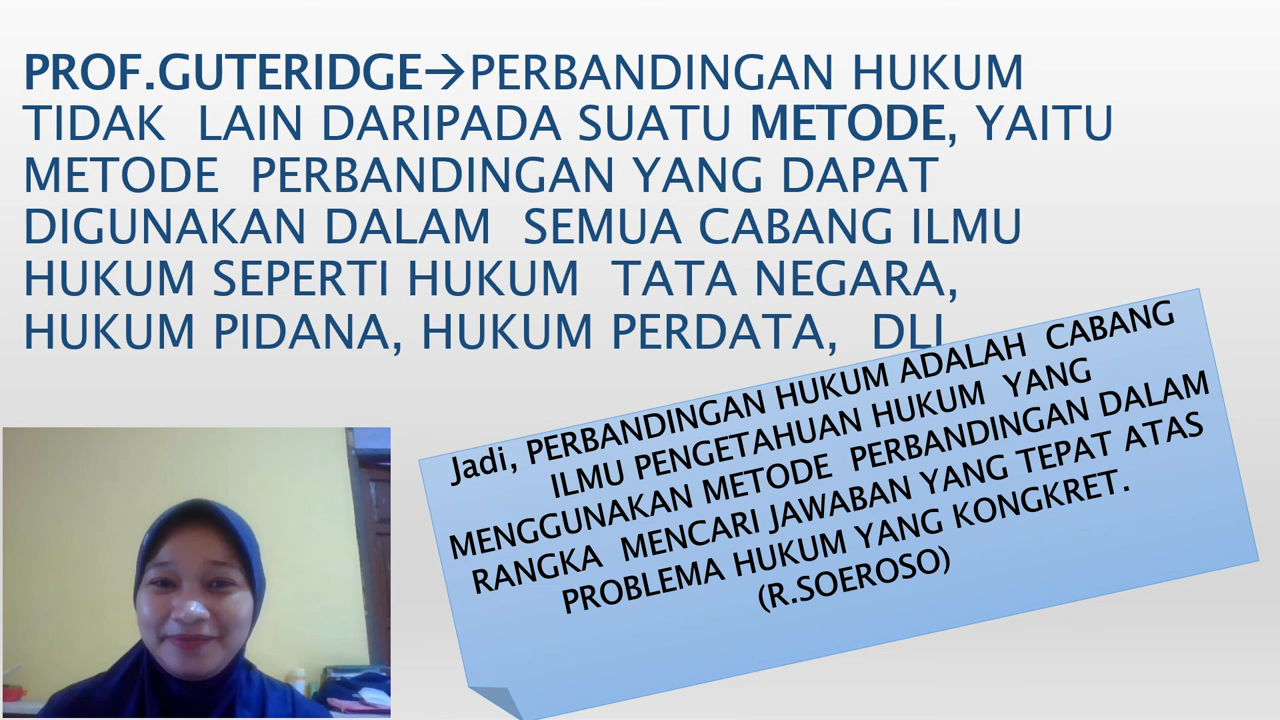 PROF.GUTERIDGE→PERBANDINGAN HUKUM
TIDAK LAIN DARIPADA SUATU METODE, YAITU
METODE PERBANDINGAN YANG DAPAT
DIGUNAKAN DALAM SEMUA CABANG ILMU
HUKUM SEPERTI HUKUM TATA NEGARA,
HUKUM PIDANA, HUKUM PERDATA, DLL
Jadi, PERBANDINGAN HUKUM ADALAH CABANG
ILMU PENGETAHUAN HUKUM YANG
MENGGUNAKAN METODE PERBANDINGAN DALAM
RANGKA MENCARI JAWABAN YANG TEPAT ATAS
PROBLEMA HUKUM YANG KONGKRET.
(R.SOEROSO)